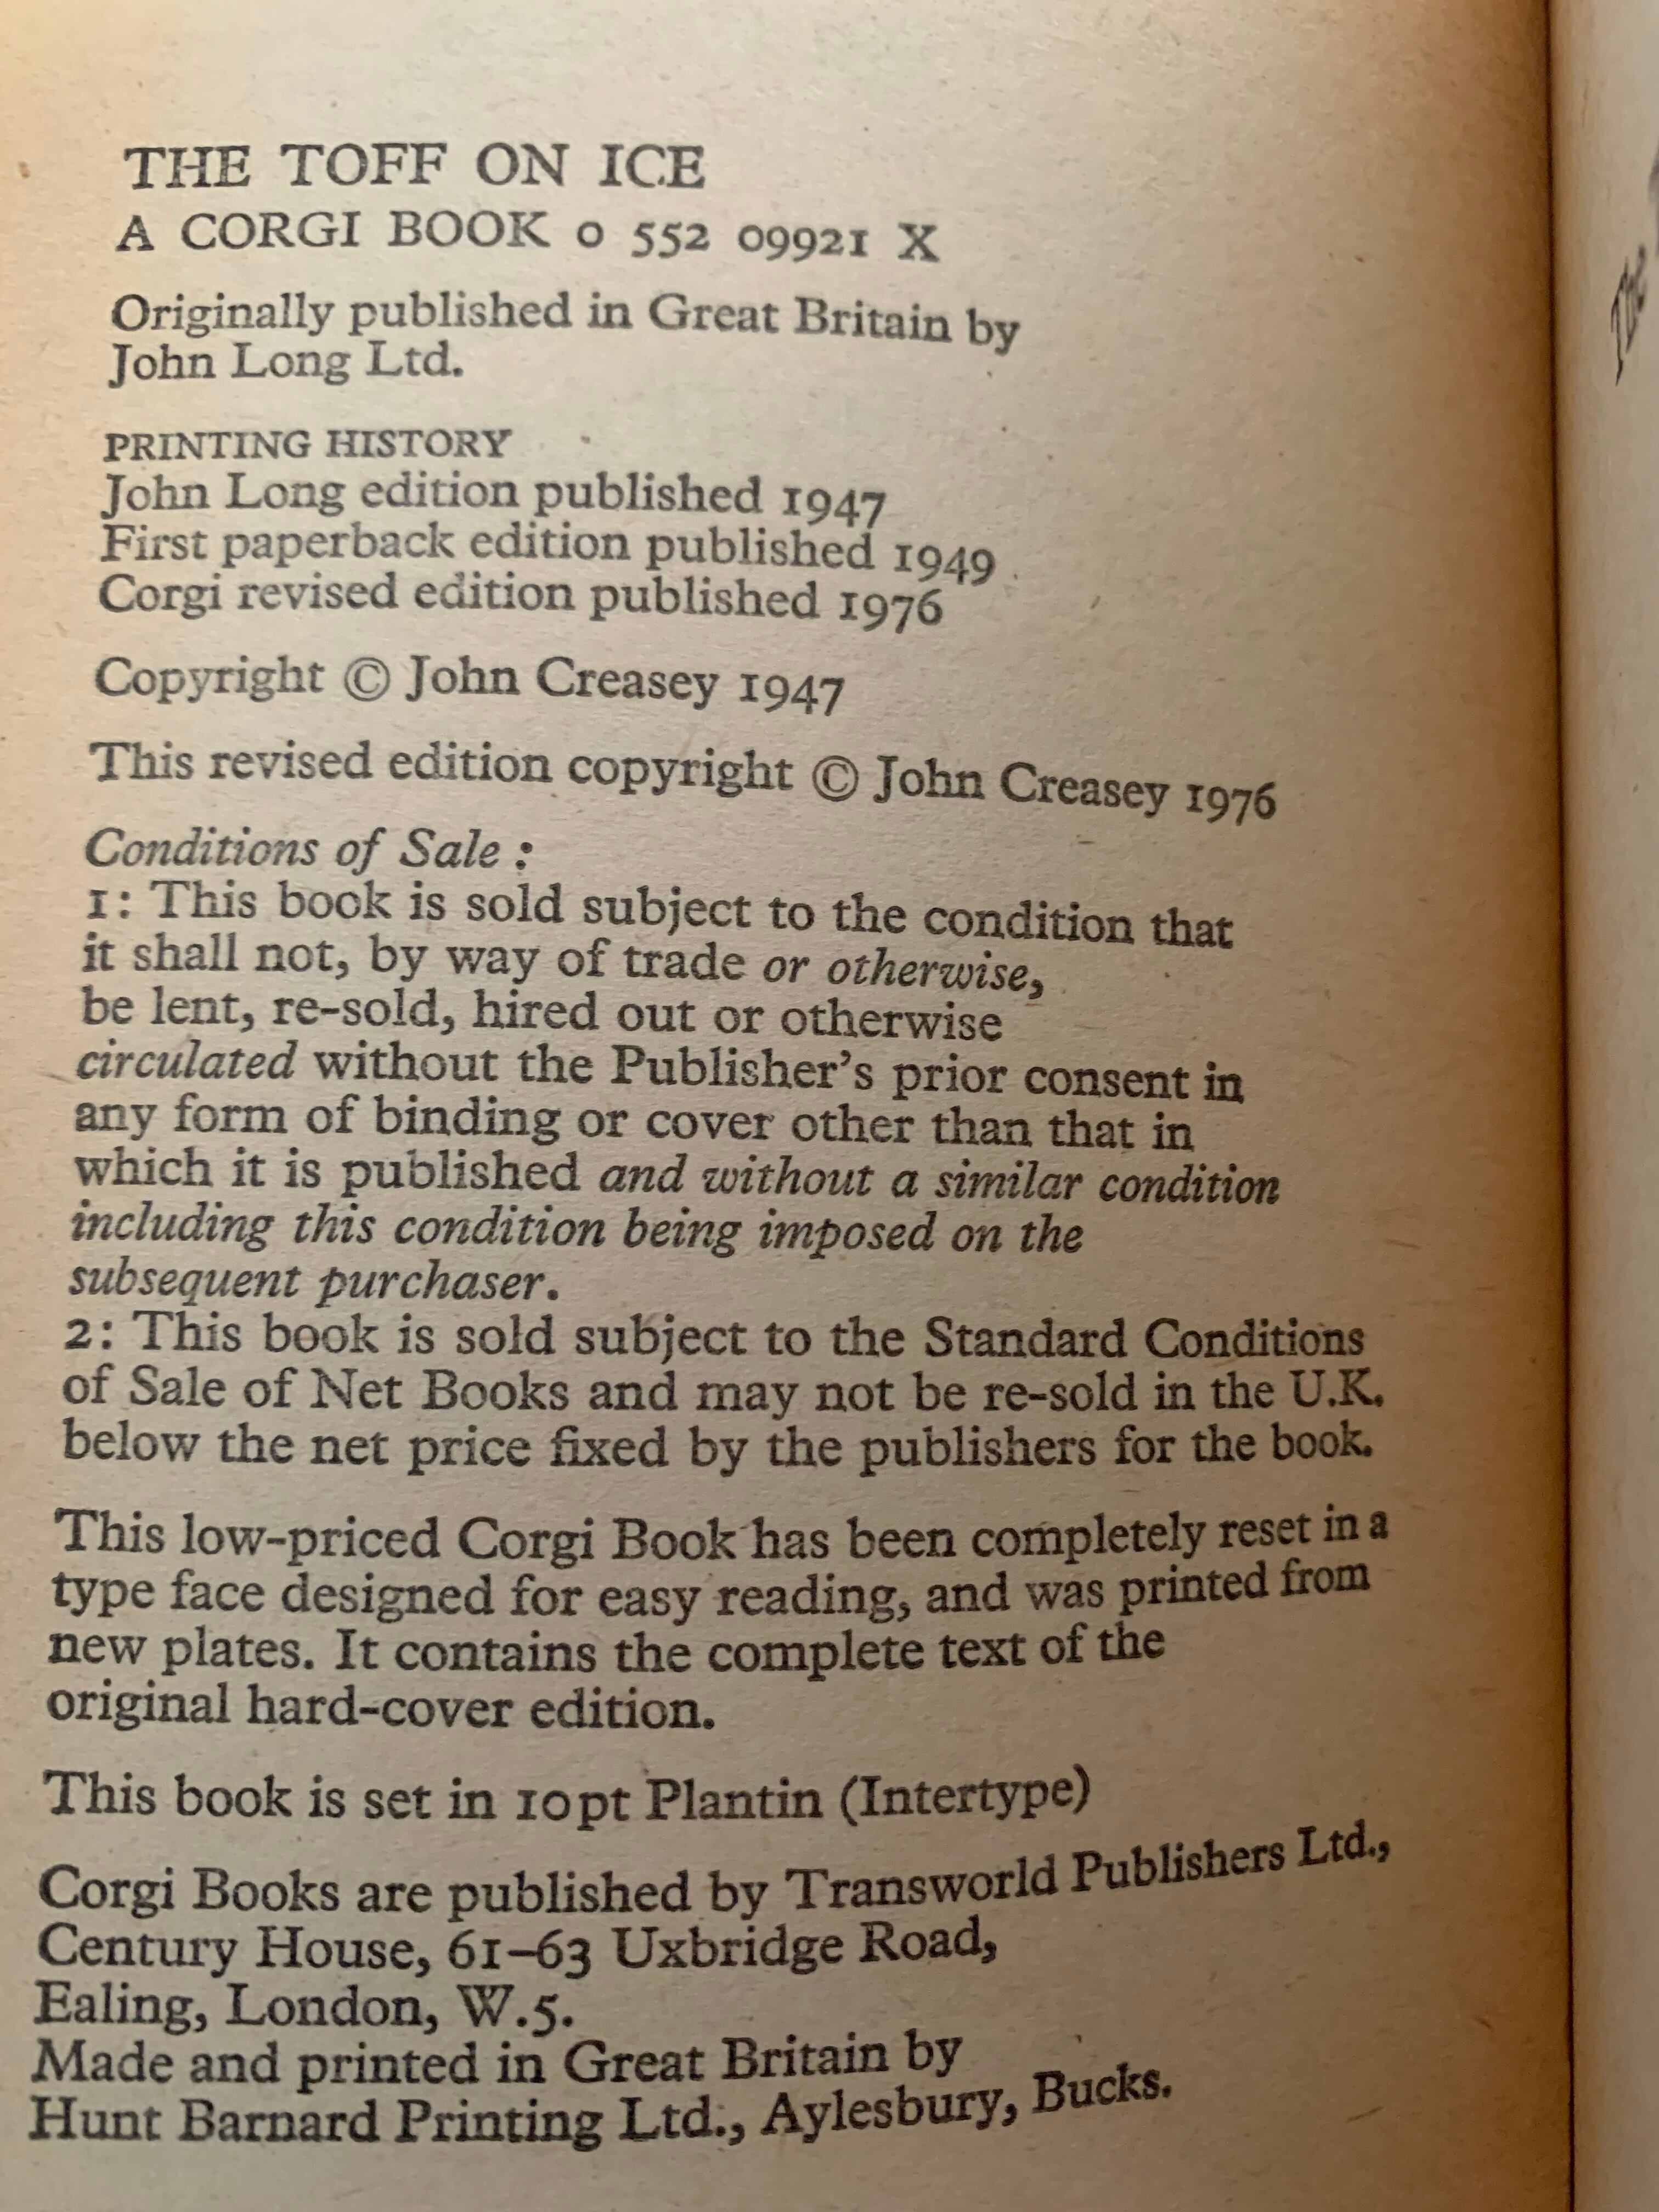 THE TOFF ON ICE
A CORGI BOOK 0 552 09921 X
Originally published in Great Britain by
John Long Ltd.
PRINTING HISTORY
John Long edition published 1947
First paperback edition published 1949
Corgi revised edition published 1976
Copyright © John Creasey 1947
This revised edition copyright © John Creasey 1976
Conditions of Sale :
1: This book is sold subject to the condition that
it shall not, by way of trade or otherwise,
be lent, re-sold, hired out or otherwise
circulated without the Publisher's prior consent in
any form of binding or cover other than that in
which it is published and without a similar condition
including this condition being imposed on the
subsequent purchaser.
2: This book is sold subject to the Standard Conditions
of Sale of Net Books and may not be re-sold in the U.K.
below the net price fixed by the publishers for the book.
This low-priced Corgi Book has been completely reset in a
type face designed for easy reading, and was printed from
new plates. It contains the complete text of the
original hard-cover edition.
This book is set in 10pt Plantin (Intertype)
Corgi Books are published by Transworld Publishers Ltd.,
Century House, 61–63 Uxbridge Road,
Ealing, London, W.5.
Made and printed in Great Britain by
Hunt Barnard Printing Ltd., Aylesbury, Bucks.
The